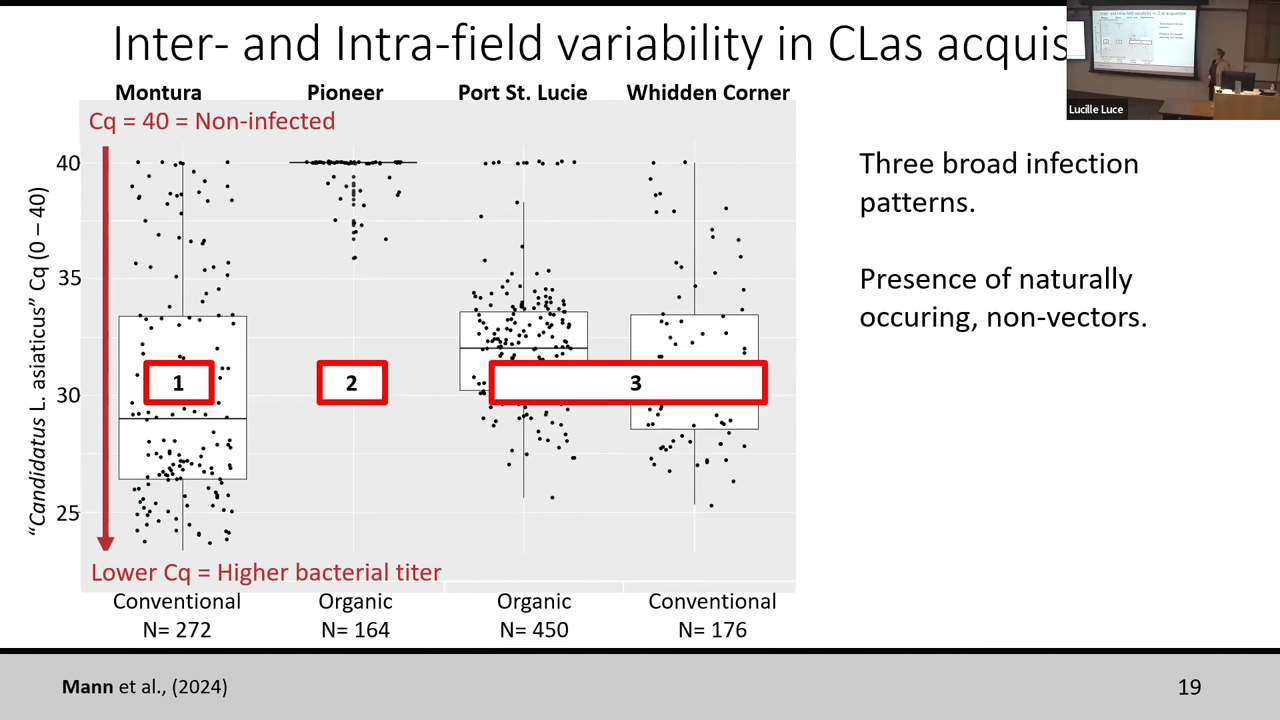 Inter- and Intra-field variability in CLas acquis
Lucille Luce
Montura Pioneer Port St. Lucie Whidden Corner
Cq = 40 = Non-infected
"Candidatus L. asiaticus" Cq (0 – 40)
40
35
30
25
1
2
3
Lower Cq = Higher bacterial titer
Conventional Organic Organic Conventional
N= 272 N= 164 N= 450 N= 176
Three broad infection
patterns.
Presence of naturally
occuring, non-vectors.
Mann et al., (2024)
19